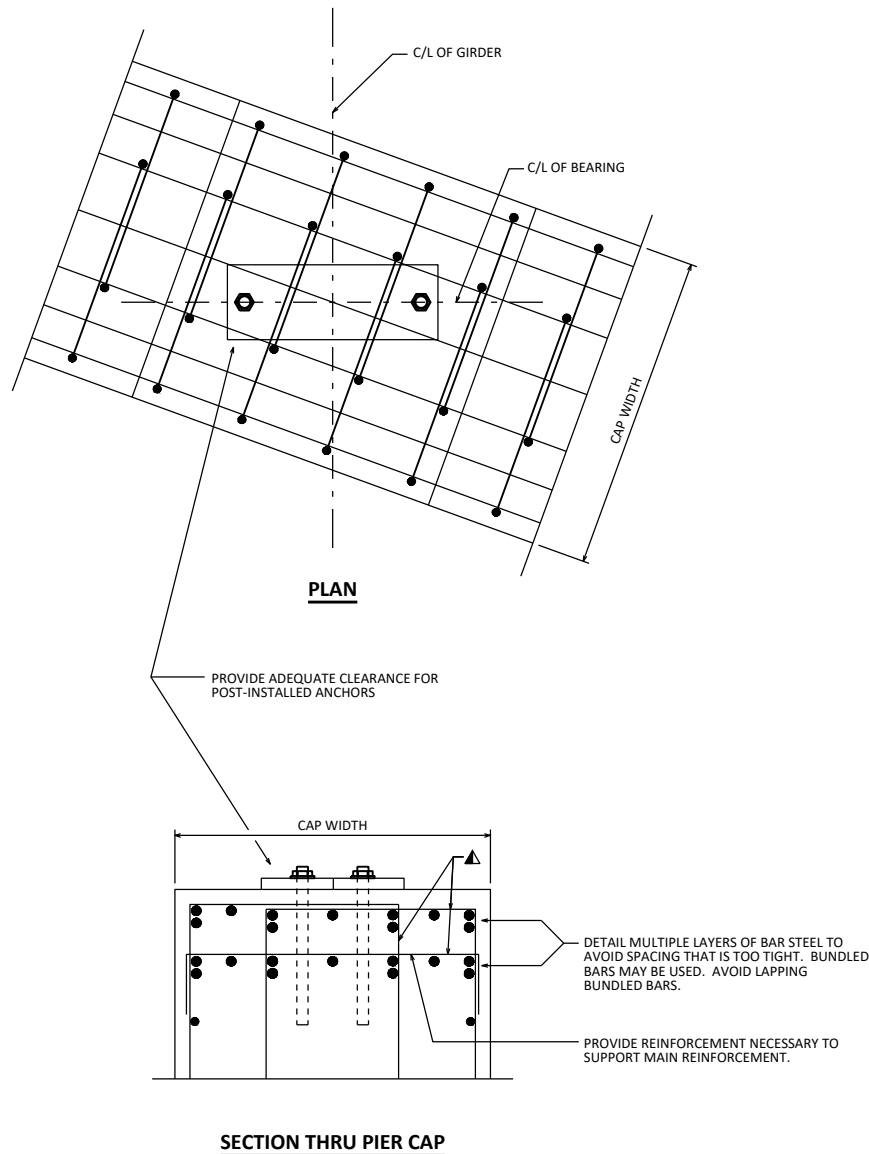 C/L OF GIRDER
C/L OF BEARING
CAP WIDTH
PLAN
PROVIDE ADEQUATE CLEARANCE FOR
POST-INSTALLED ANCHORS
CAP WIDTH
DETAIL MULTIPLE LAYERS OF BAR STEEL TO
AVOID SPACING THAT IS TOO TIGHT.  BUNDLED
BARS MAY BE USED.  AVOID LAPPING
BUNDLED BARS.
PROVIDE REINFORCEMENT NECESSARY TO
SUPPORT MAIN REINFORCEMENT.
SECTION THRU PIER CAP